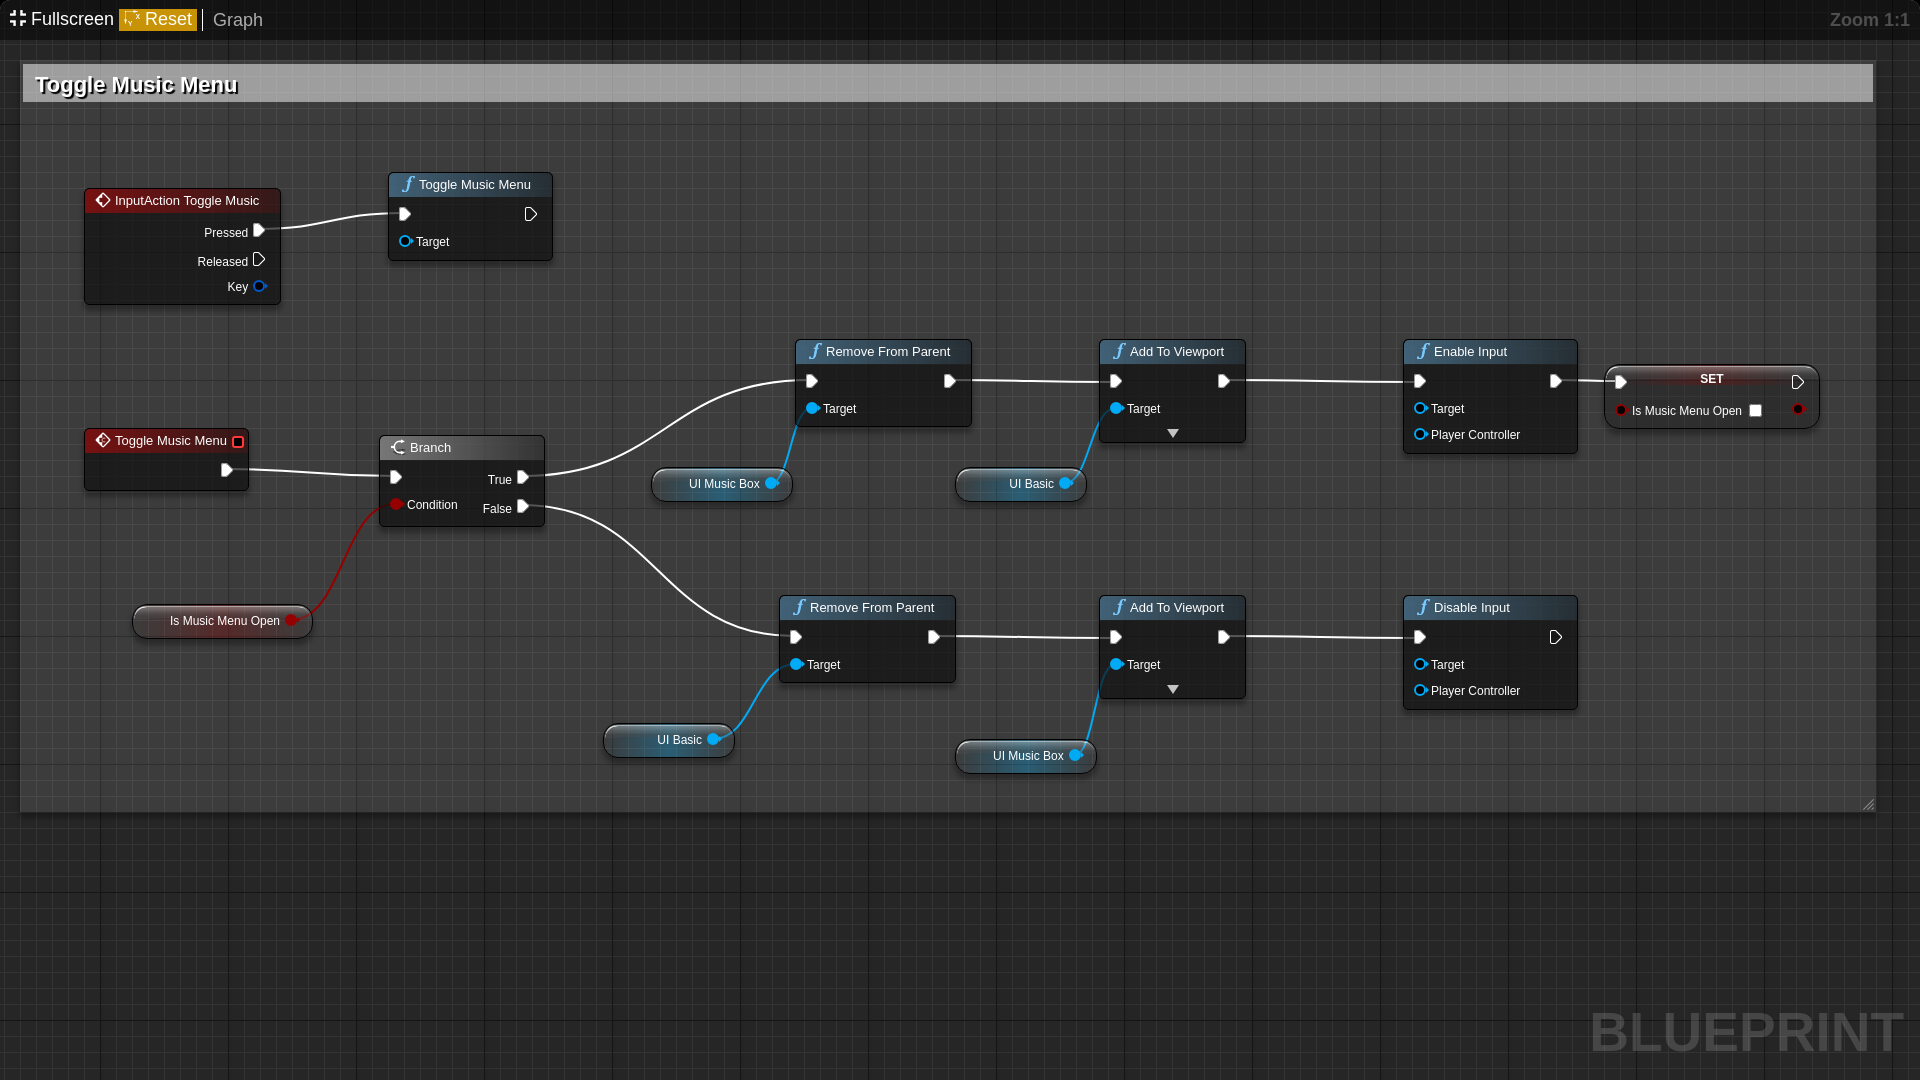 Fullscreen Reset Graph Zoom 1:1
Toggle Music Menu
InputAction Toggle Music
Pressed
Released
Key
Toggle Music Menu
Target
Toggle Music Menu
Branch
True
Condition
False
Is Music Menu Open
Remove From Parent
Target
UI Music Box
Add To Viewport
Target
UI Basic
Enable Input
Target
Player Controller
SET
Is Music Menu Open
Remove From Parent
Target
UI Basic
Add To Viewport
Target
UI Music Box
Disable Input
Target
Player Controller
BLUEPRINT